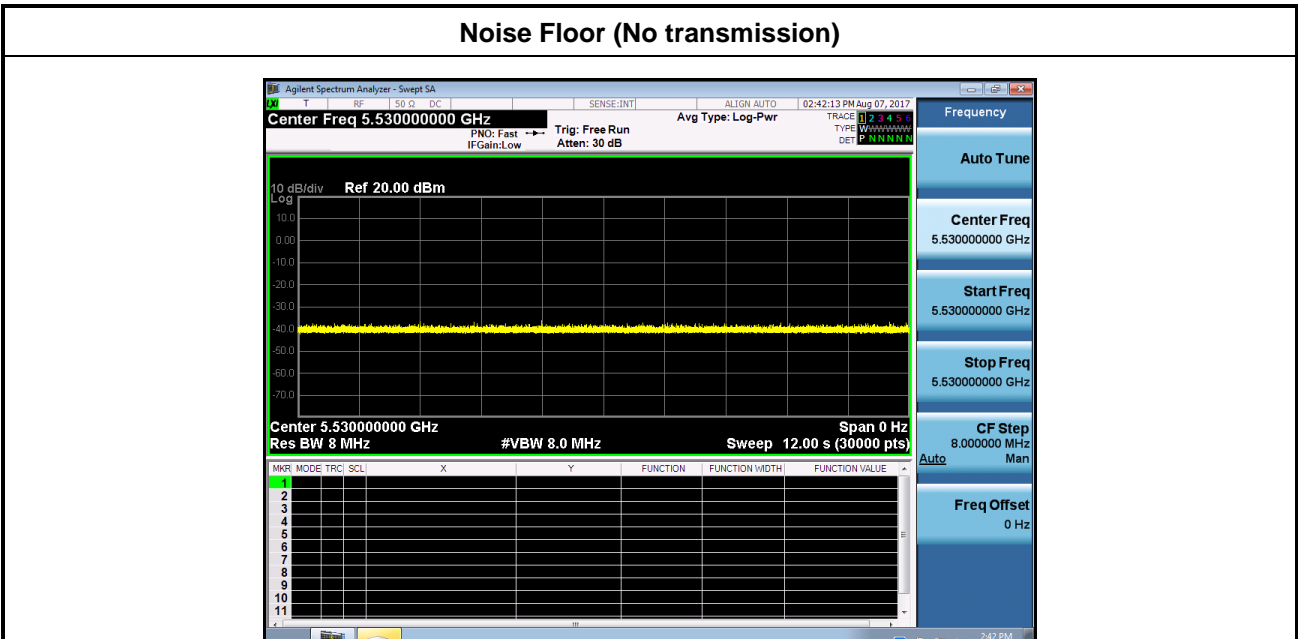 Noise Floor (No transmission)
Agilent Spectrum Analyzer - Swept SA
LXI T RF 50 Ω DC SENSE:INT ALIGN AUTO 02:42:13 PM Aug 07, 2017
Center Freq 5.530000000 GHz
PNO: Fast
IFGain:Low
Trig: Free Run
Atten: 30 dB
Avg Type: Log-Pwr
TRACE 1 2 3 4 5 6
TYPE WWWWWW
DET P N N N N N
10 dB/div Ref 20.00 dBm
Log
10.0
0.00
-10.0
-20.0
-30.0
-40.0
-50.0
-60.0
-70.0
Center 5.530000000 GHz Span 0 Hz
Res BW 8 MHz #VBW 8.0 MHz Sweep 12.00 s (30000 pts)
MKR MODE TRC SCL X Y FUNCTION FUNCTION WIDTH FUNCTION VALUE
1
2
3
4
5
6
7
8
9
10
11
Frequency
Auto Tune
Center Freq
5.530000000 GHz
Start Freq
5.530000000 GHz
Stop Freq
5.530000000 GHz
CF Step
8.000000 MHz
Auto Man
Freq Offset
0 Hz
2:42 PM